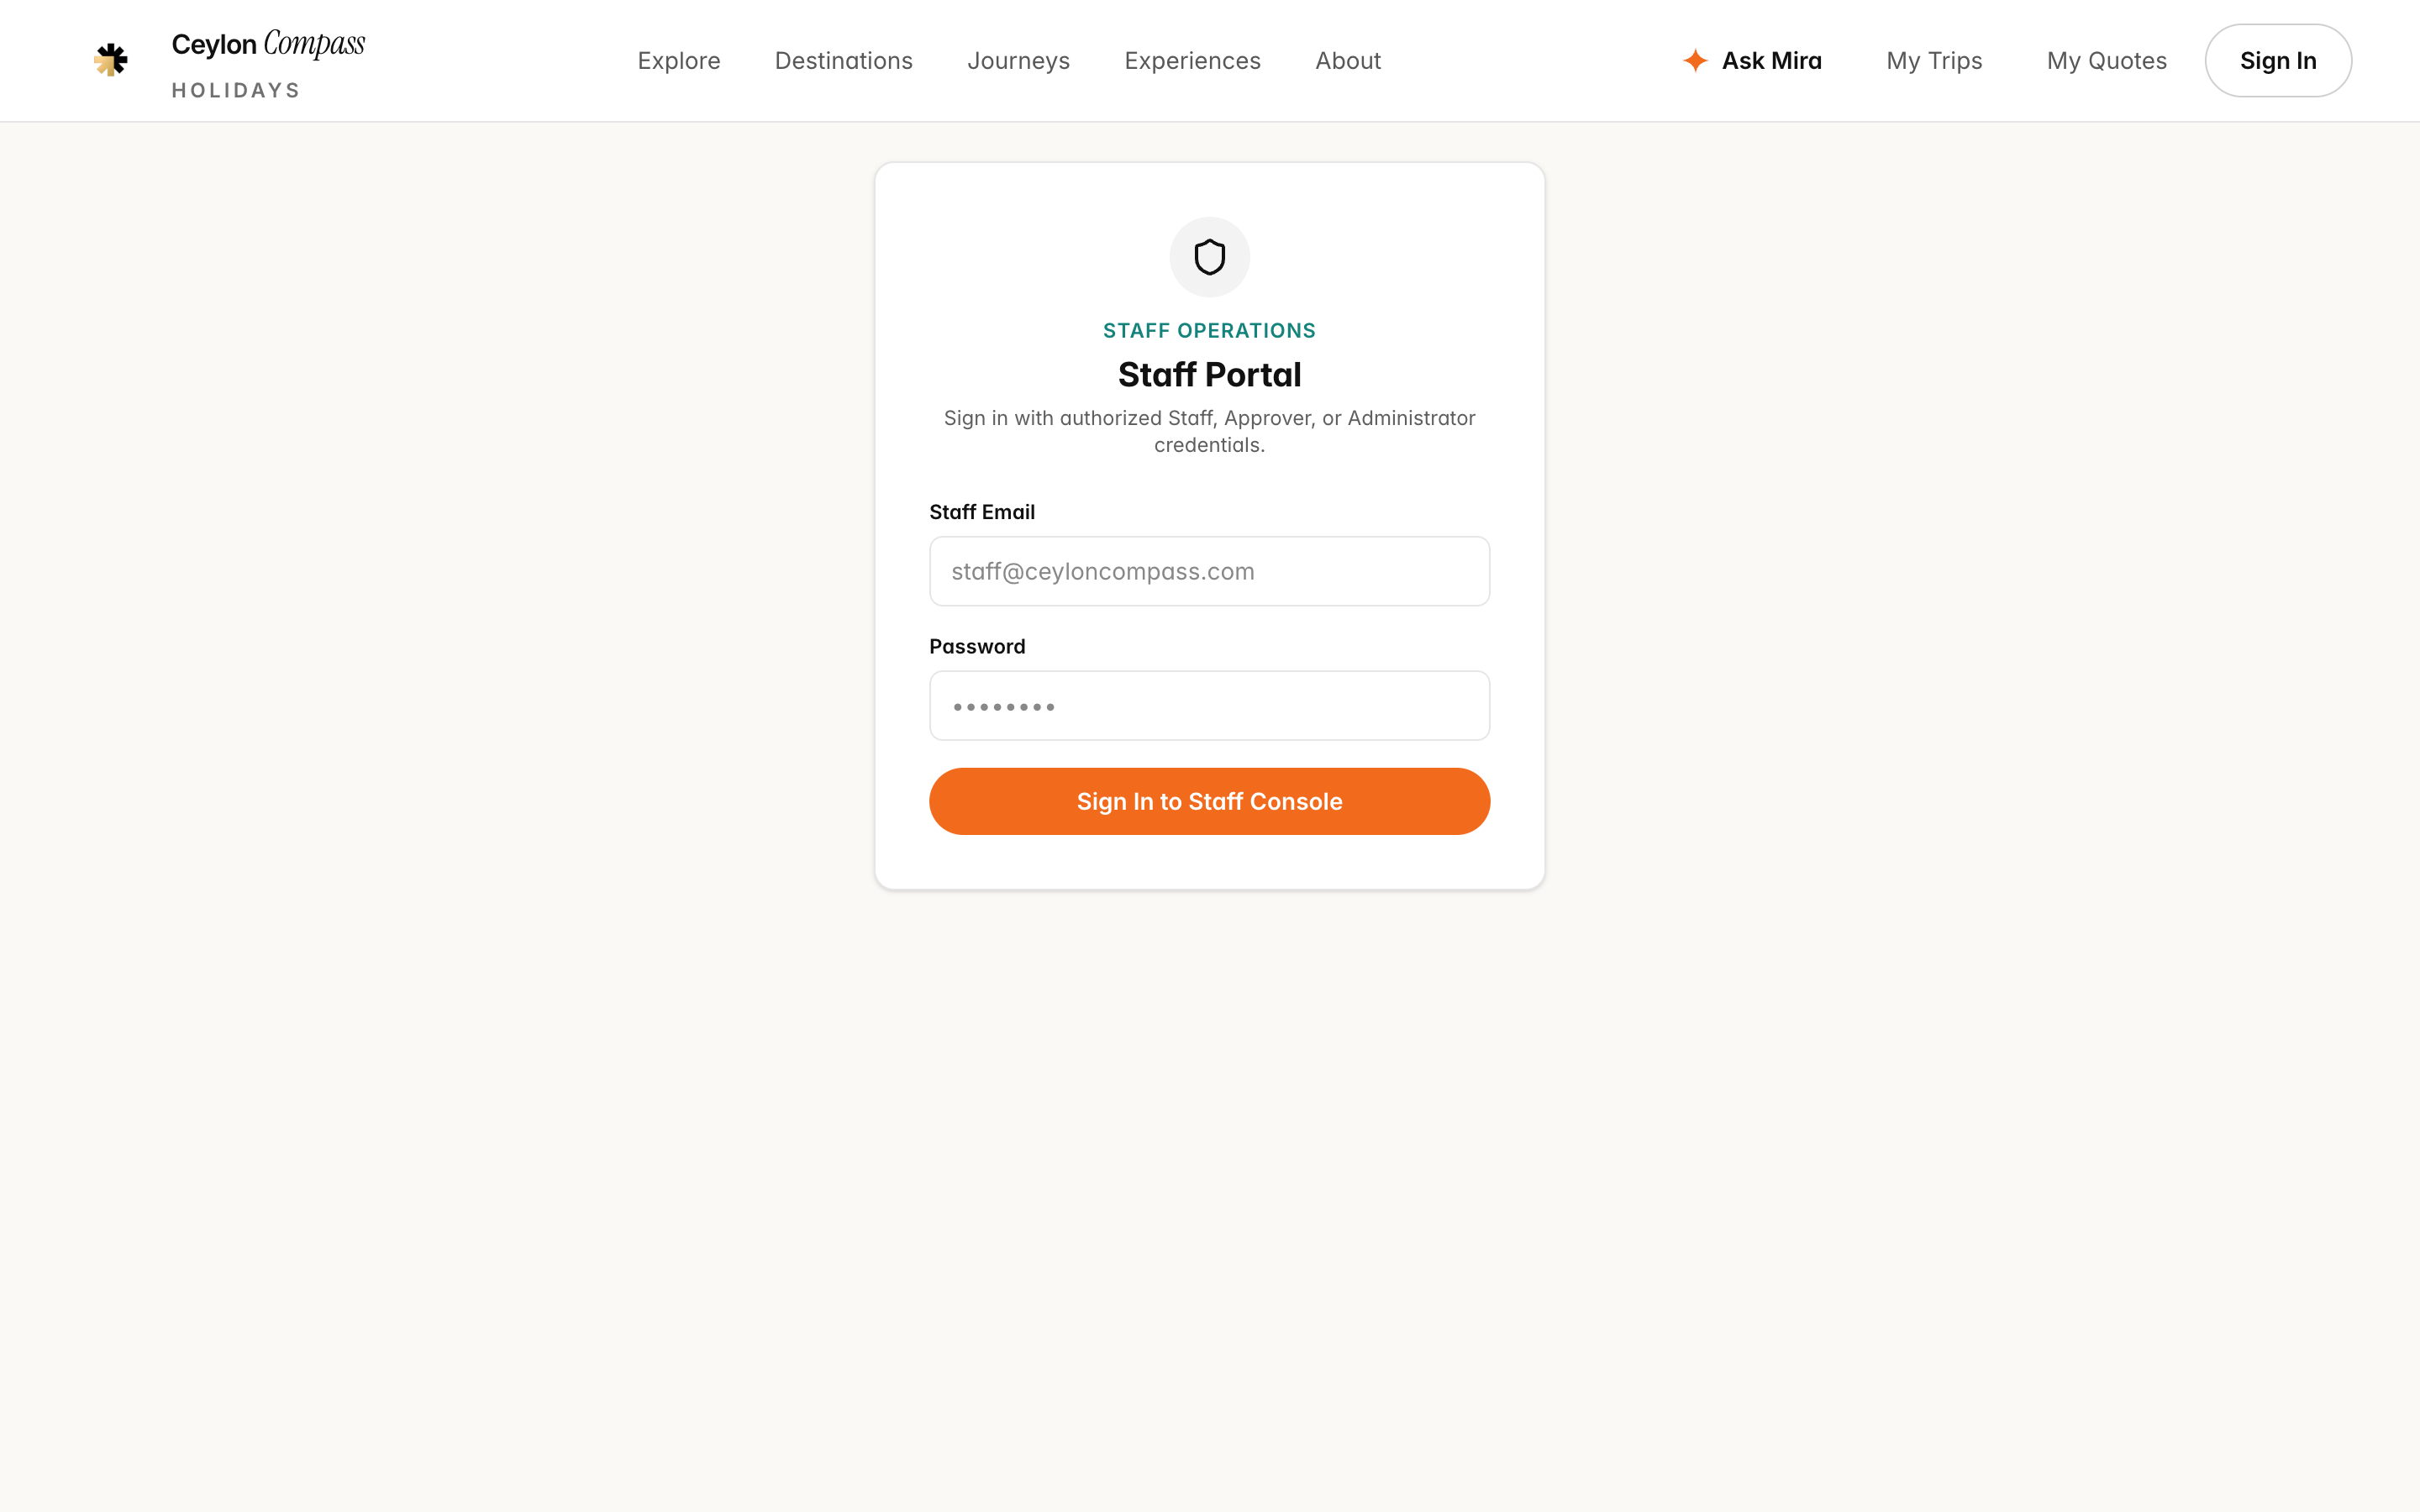 Ceylon Compass
HOLIDAYS
Explore
Destinations
Journeys
Experiences
About
Ask Mira
My Trips
My Quotes
Sign In
STAFF OPERATIONS
Staff Portal
Sign in with authorized Staff, Approver, or Administrator
credentials.
Staff Email
staff@ceyloncompass.com
Password
••••••••
Sign In to Staff Console